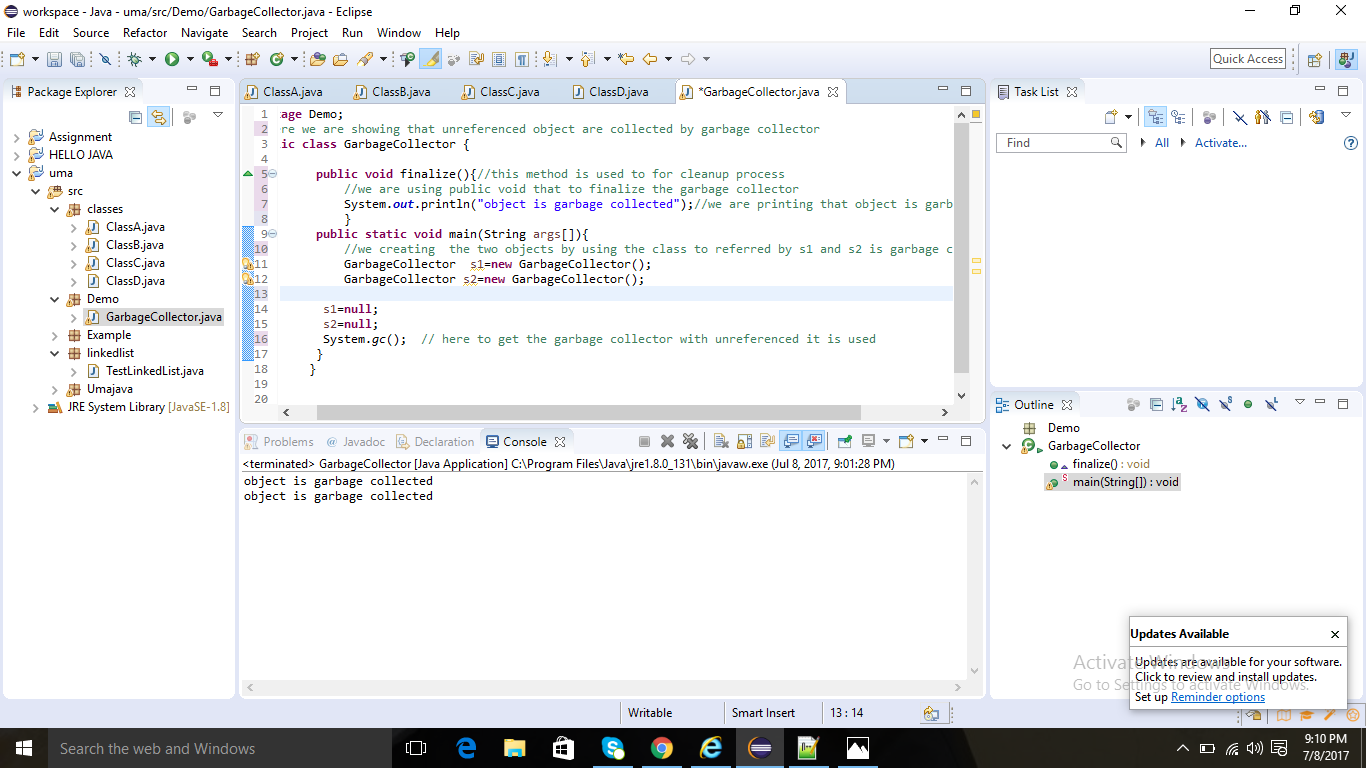 workspace - Java - uma/src/Demo/GarbageCollector.java - Eclipse
File Edit Source Refactor Navigate Search Project Run Window Help
Quick Access
Package Explorer
Assignment
HELLO JAVA
uma
src
classes
ClassA.java
ClassB.java
ClassC.java
ClassD.java
Demo
GarbageCollector.java
Example
linkedlist
TestLinkedList.java
Umajava
JRE System Library [JavaSE-1.8]
ClassA.java ClassB.java ClassC.java ClassD.java *GarbageCollector.java
1 age Demo;
2 re we are showing that unreferenced object are collected by garbage collector
3 ic class GarbageCollector {
4
5 public void finalize(){//this method is used to for cleanup process
6 //we are using public void that to finalize the garbage collector
7 System.out.println("object is garbage collected");//we are printing that object is garb
8 }
9 public static void main(String args[]){
10 //we creating  the two objects by using the class to referred by s1 and s2 is garbage c
11 GarbageCollector  s1=new GarbageCollector();
12 GarbageCollector s2=new GarbageCollector();
13
14 s1=null;
15 s2=null;
16 System.gc();  // here to get the garbage collector with unreferenced it is used
17 }
18 }
19
20
Problems @ Javadoc Declaration Console
<terminated> GarbageCollector [Java Application] C:\Program Files\Java\jre1.8.0_131\bin\javaw.exe (Jul 8, 2017, 9:01:28 PM)
object is garbage collected
object is garbage collected
Task List
Find All Activate...
Outline
Demo
GarbageCollector
finalize() : void
main(String[]) : void
Updates Available
Updates are available for your software.
Click to review and install updates.
Set up Reminder options
Activate Windows
Go to Settings to activate Windows.
Writable Smart Insert 13 : 14
Search the web and Windows
9:10 PM
7/8/2017